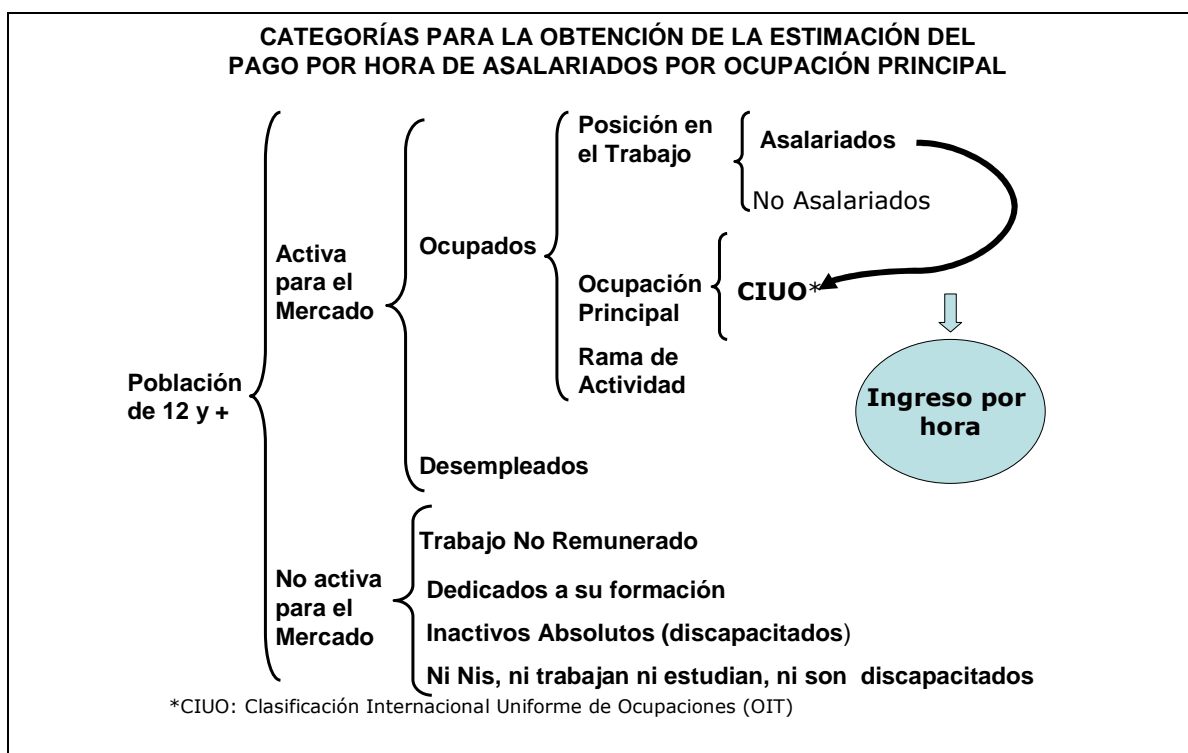 CATEGORÍAS PARA LA OBTENCIÓN DE LA ESTIMACIÓN DEL
PAGO POR HORA DE ASALARIADOS POR OCUPACIÓN PRINCIPAL
Población
de 12 y +
Activa
para el
Mercado
Ocupados
Posición en
el Trabajo
Asalariados
No Asalariados
Ocupación
Principal
CIUO*
Rama de
Actividad
Ingreso por
hora
Desempleados
No activa
para el
Mercado
Trabajo No Remunerado
Dedicados a su formación
Inactivos Absolutos (discapacitados)
Ni Nis, ni trabajan ni estudian, ni son discapacitados
*CIUO: Clasificación Internacional Uniforme de Ocupaciones (OIT)